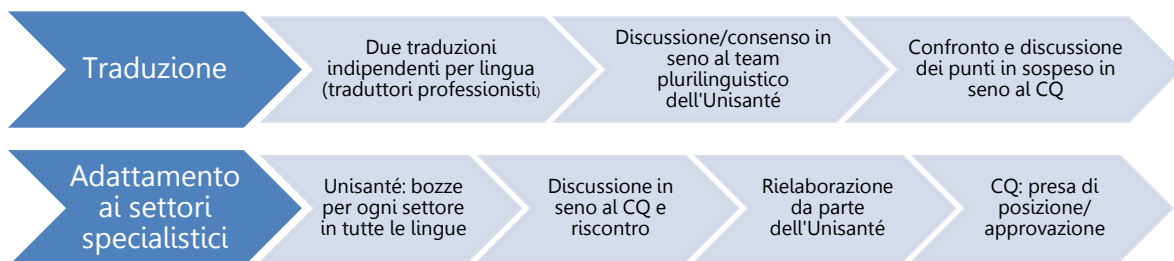 Traduzione
Due traduzioni
indipendenti per lingua
(traduttori professionisti)
Discussione/consenso in
seno al team
plurilinguistico
dell'Unisanté
Confronto e discussione
dei punti in sospeso in
seno al CQ
Adattamento
ai settori
specialistici
Unisanté: bozze
per ogni settore
in tutte le lingue
Discussione in
seno al CQ e
riscontro
Rielaborazione
da parte
dell'Unisanté
CQ: presa di
posizione/
approvazione